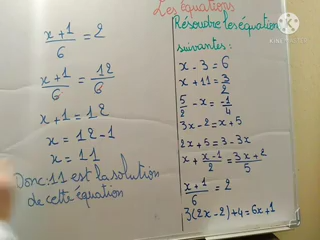 Les équations
x+1/6 = 2
x+1/6 = 12/6
x+1 = 12
x = 12-1
x = 11
Donc: 11 est la solution
de cette équation
Résoudre les équation
suivantes:
x - 3 = 6
x + 11 = 3/2
5/2 - x = -1/4
3x - 2 = x + 5
2x + 5 = 3 - 3x
x + x-1/2 = 3x+2/5
x+1/6 = 2
3(2x-2)+4 = 6x+1